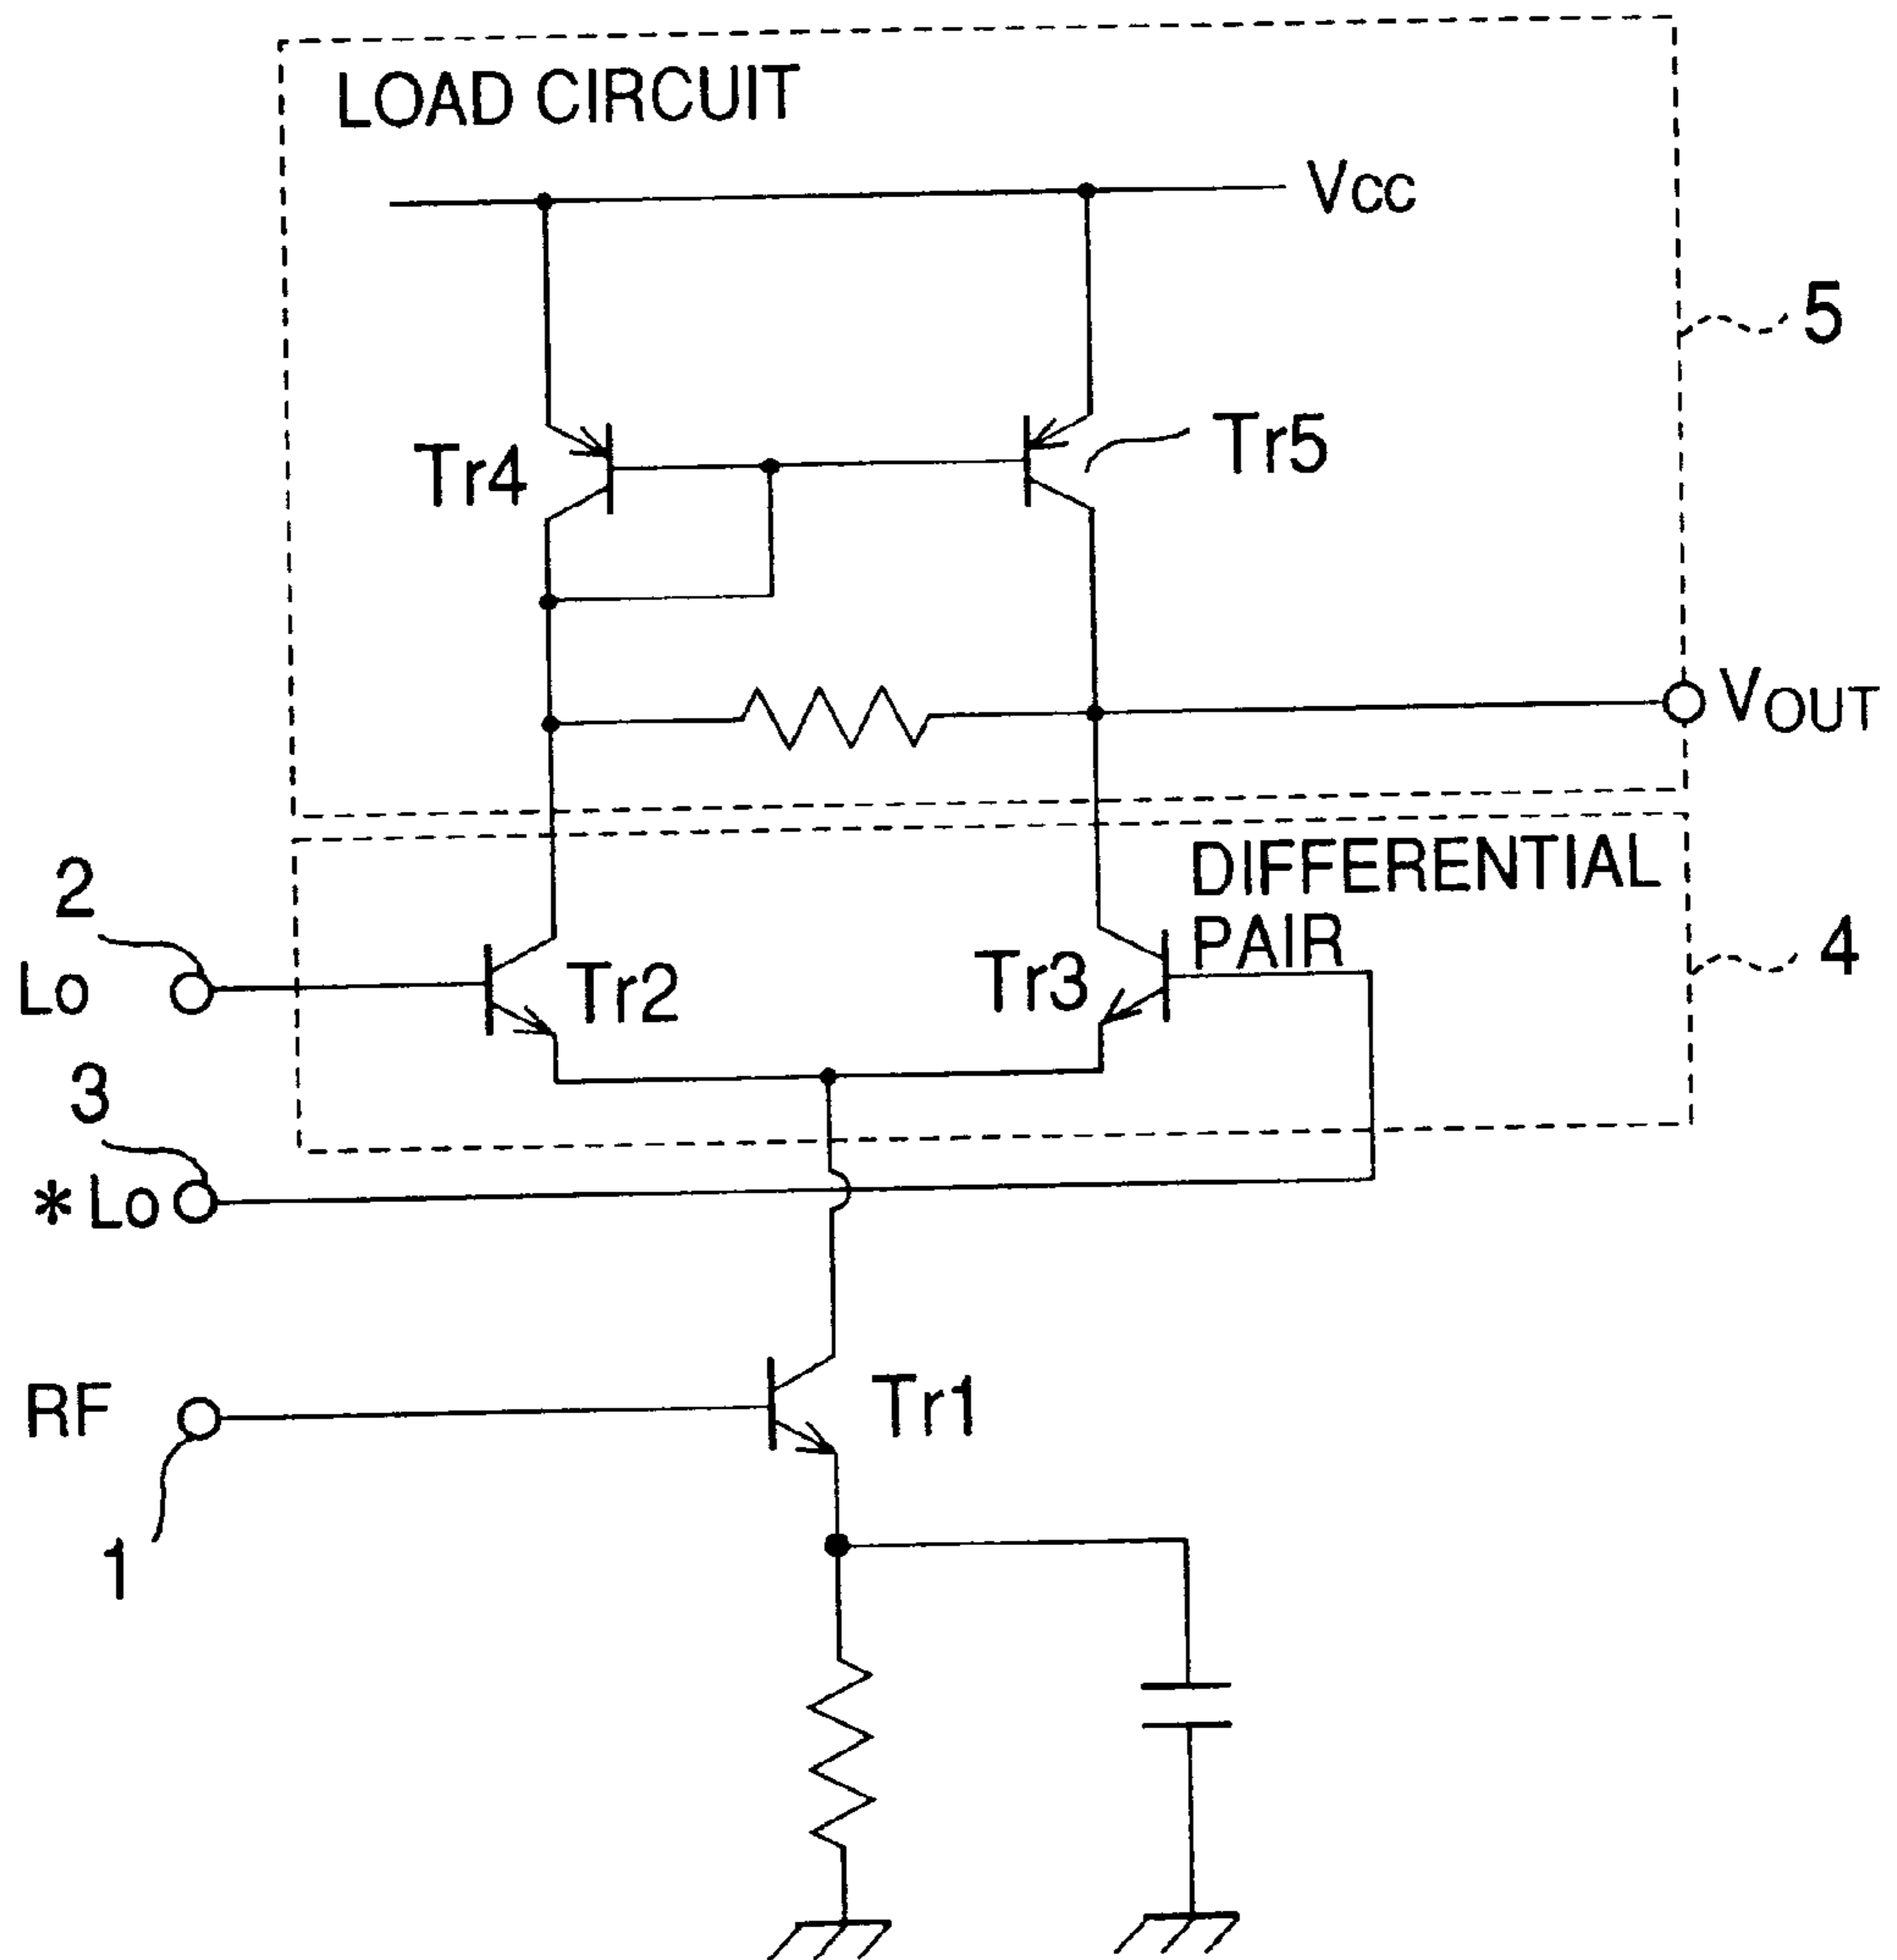 LOAD CIRCUIT
Vcc
5
Tr4
Tr5
VOUT
DIFFERENTIAL
PAIR
2
Lo
Tr2
Tr3
4
3
*Lo
RF
Tr1
1